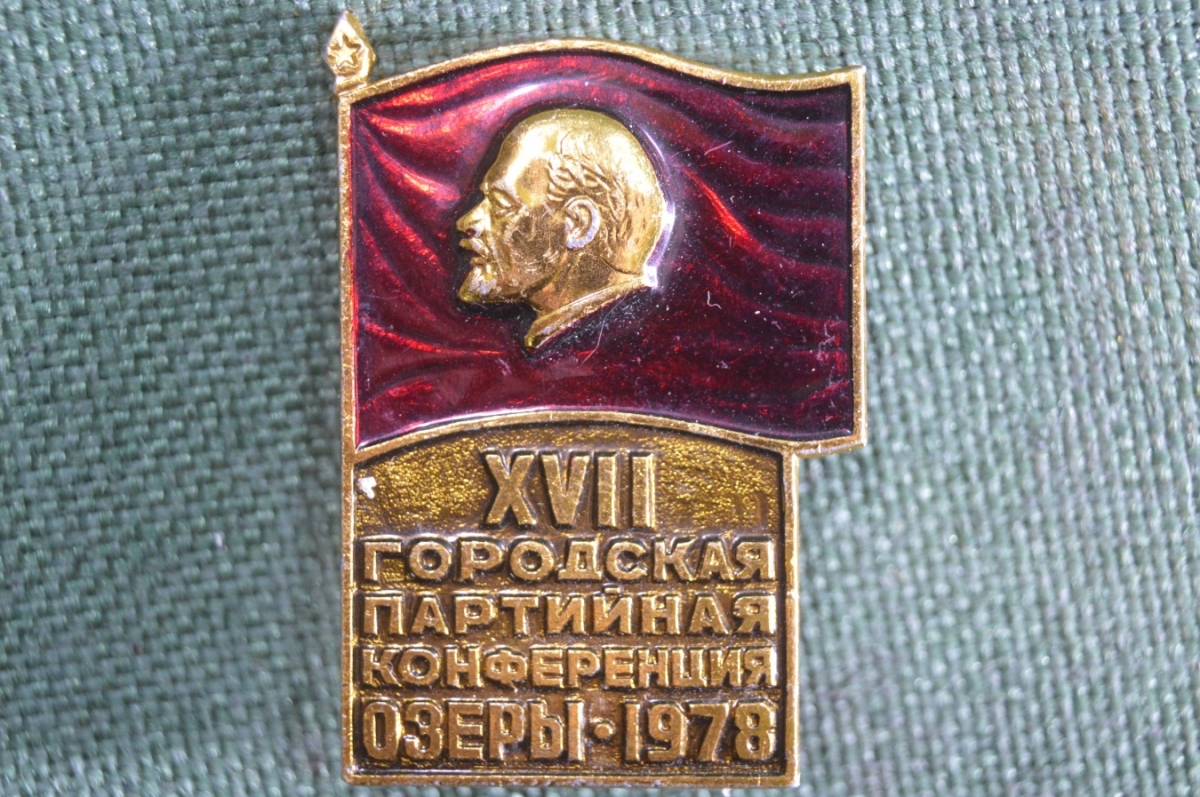 XVII
ГОРОДСКАЯ
ПАРТИЙНАЯ
КОНФЕРЕНЦИЯ
ОЗЕРЫ · 1978